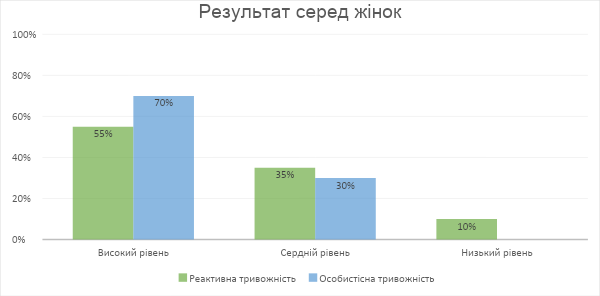 Результат серед жінок
100%
80%
60%
40%
20%
0%
55%
70%
35%
30%
10%
Високий рівень
Сердній рівень
Низький рівень
Реактивна тривожність
Особистісна тривожність